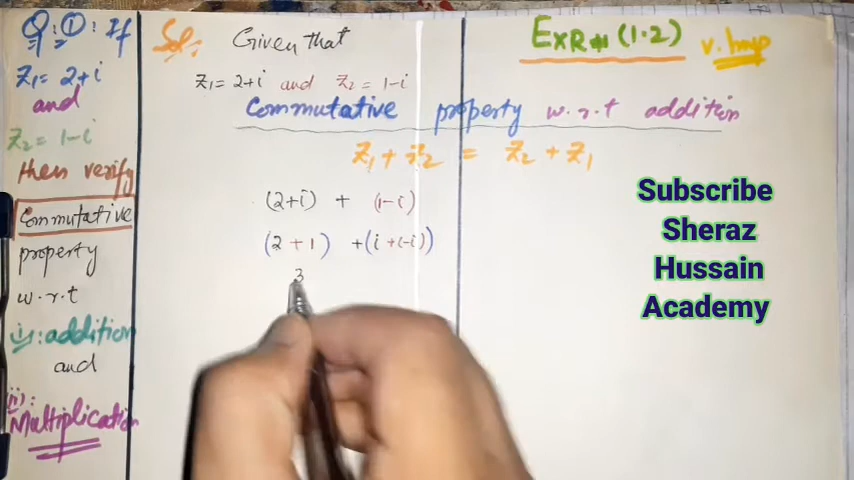 Q:①: If
z₁ = 2+i
and
z₂ = 1-i
then verify
Commutative
property
w.r.t
i): addition
and
ii):
Multiplication
Sol: Given that
z₁ = 2+i and z₂ = 1-i
Commutative property w.r.t addition
z₁ + z₂ = z₂ + z₁
(2+i) + (1-i)
(2+1) + (i+(-i))
3
ExR# (1.2) v.Imp
Subscribe
Sheraz
Hussain
Academy